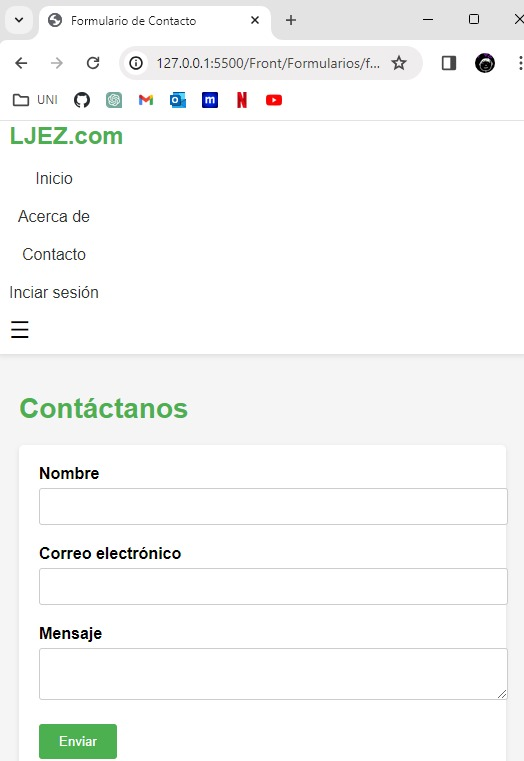 Formulario de Contacto
127.0.0.1:5500/Front/Formularios/f...
UNI
LJEZ.com
Inicio
Acerca de
Contacto
Inciar sesión
Contáctanos
Nombre
Correo electrónico
Mensaje
Enviar